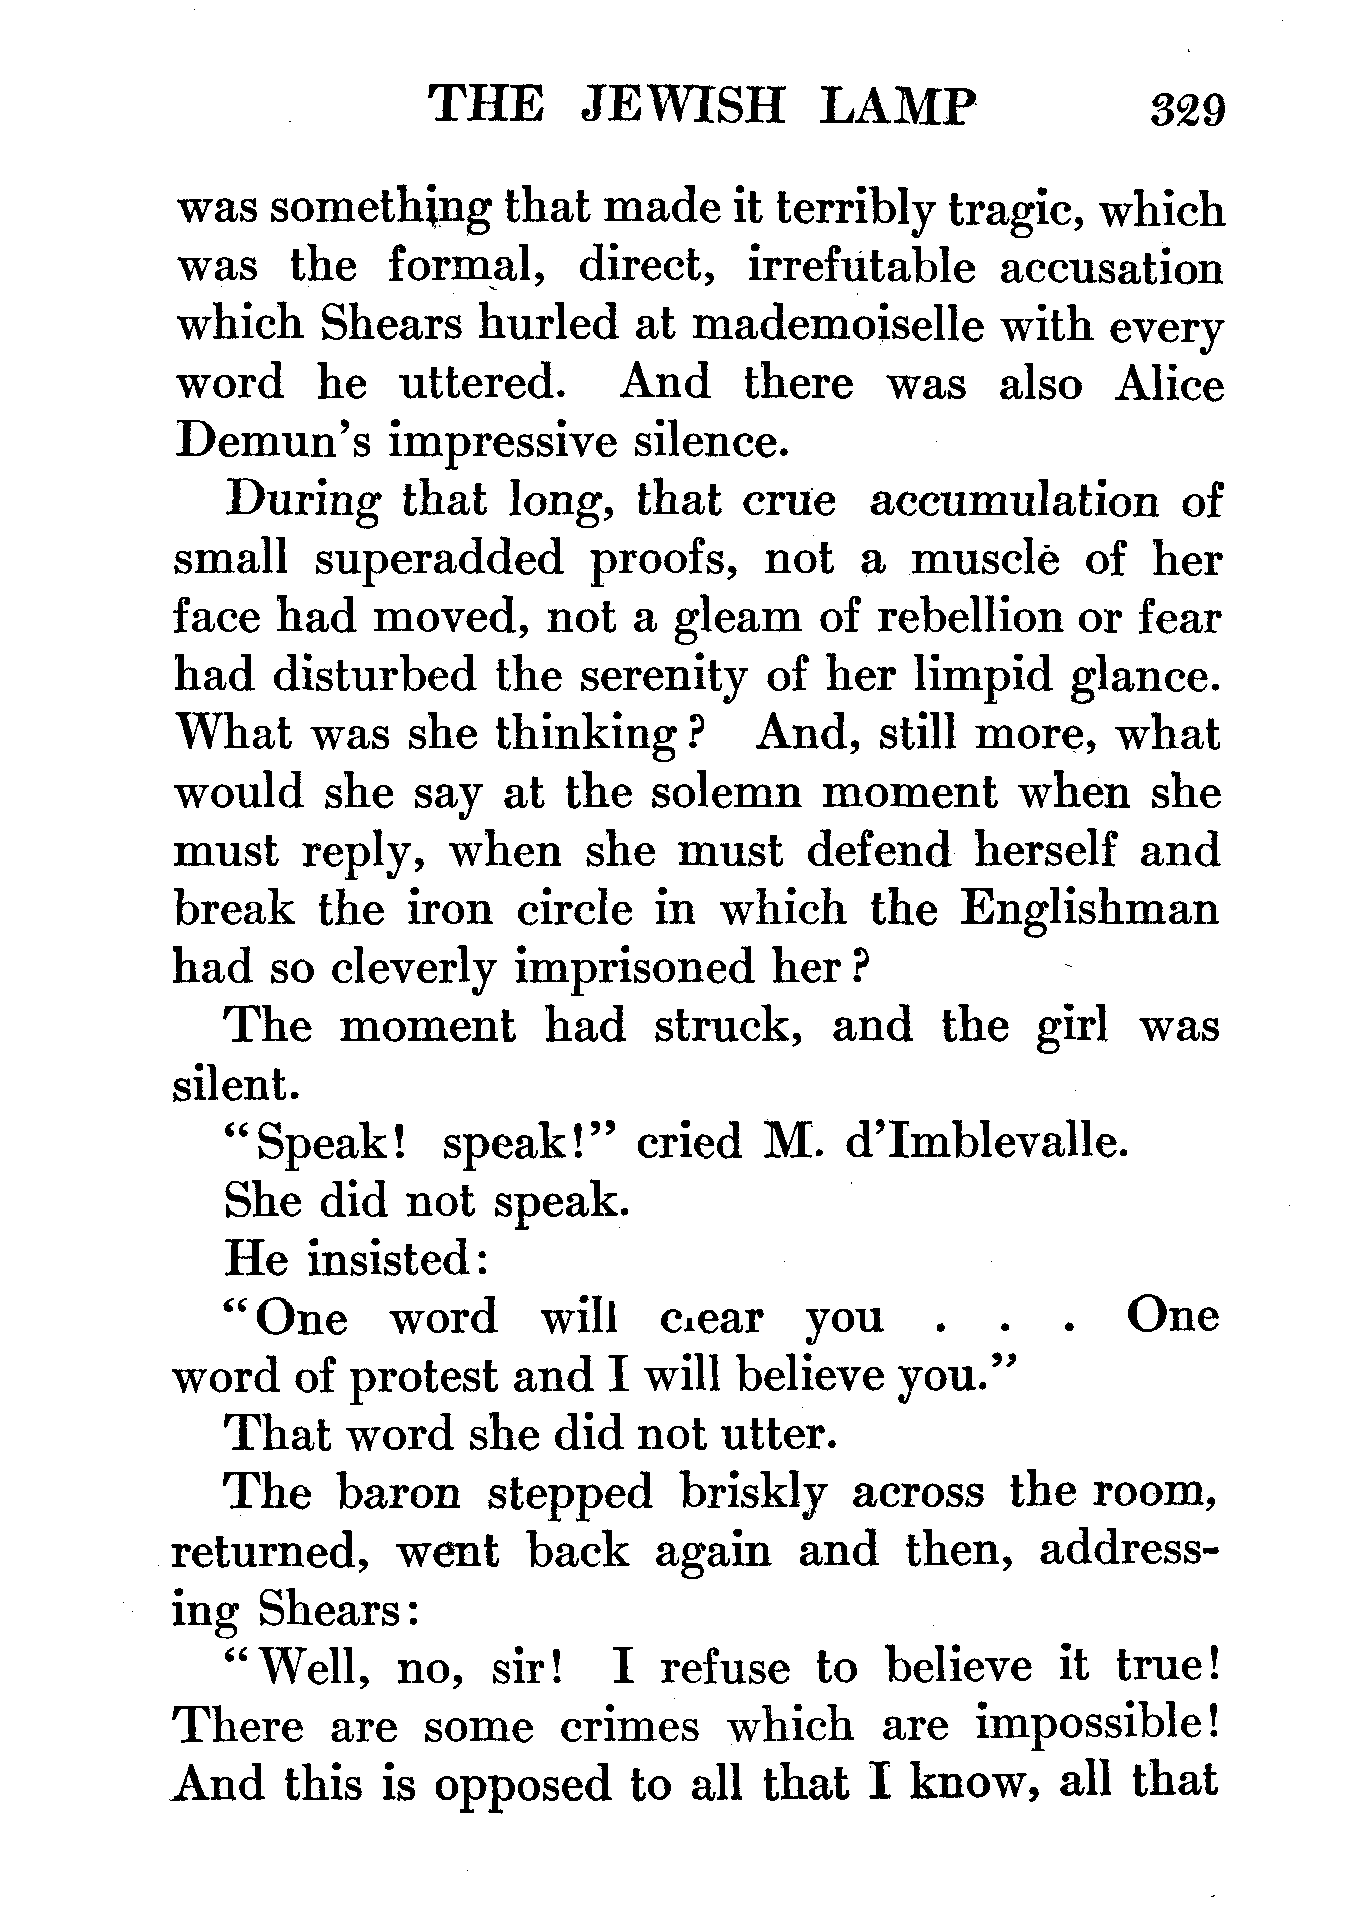 THE JEWISH LAMP 329
was something that made it terribly tragic, which
was the formal, direct, irrefutable accusation
which Shears hurled at mademoiselle with every
word he uttered. And there was also Alice
Demun's impressive silence.
During that long, that crue accumulation of
small superadded proofs, not a muscle of her
face had moved, not a gleam of rebellion or fear
had disturbed the serenity of her limpid glance.
What was she thinking? And, still more, what
would she say at the solemn moment when she
must reply, when she must defend herself and
break the iron circle in which the Englishman
had so cleverly imprisoned her?
The moment had struck, and the girl was
silent.
"Speak! speak!" cried M. d'Imblevalle.
She did not speak.
He insisted:
"One word will clear you . . . One
word of protest and I will believe you."
That word she did not utter.
The baron stepped briskly across the room,
returned, went back again and then, address-
ing Shears:
"Well, no, sir! I refuse to believe it true!
There are some crimes which are impossible!
And this is opposed to all that I know, all that